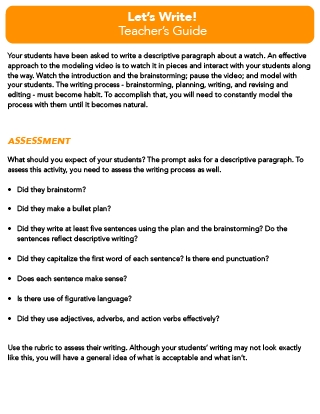 Let's Write!
Teacher's Guide
Your students have been asked to write a descriptive paragraph about a watch. An effective
approach to the modeling video is to watch it in pieces and interact with your students along
the way. Watch the introduction and the brainstorming; pause the video; and model with
your students. The writing process - brainstorming, planning, writing, and revising and
editing - must become habit. To accomplish that, you will need to constantly model the
process with them until it becomes natural.
ASSESSMENT
What should you expect of your students? The prompt asks for a descriptive paragraph. To
assess this activity, you need to assess the writing process as well.
• Did they brainstorm?
• Did they make a bullet plan?
• Did they write at least five sentences using the plan and the brainstorming? Do the
sentences reflect descriptive writing?
• Did they capitalize the first word of each sentence? Is there end punctuation?
• Does each sentence make sense?
• Is there use of figurative language?
• Did they use adjectives, adverbs, and action verbs effectively?
Use the rubric to assess their writing. Although your students' writing may not look exactly
like this, you will have a general idea of what is acceptable and what isn't.